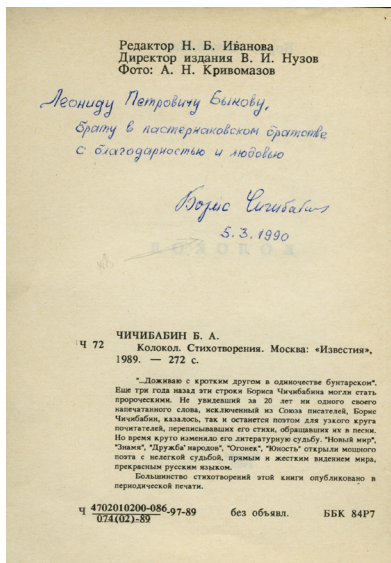 Редактор Н. Б. Иванова
Директор издания В. И. Нузов
Фото: А. Н. Кривомазов
Леониду Петровичу Быкову,
брату в пастернаковском братстве
с благодарностью и любовью
Борис Чичибабин
5.3.1990
КОЛОКОЛ
ЧИЧИБАБИН Б. А.
Ч 72 Колокол. Стихотворения. Москва: «Известия»,
1989. — 272 с.
"...Доживаю с кротким другом в одиночестве бунтарском".
Еще три года назад эти строки Бориса Чичибабина могли стать
пророческими. Не увидевший за 20 лет ни одного своего
напечатанного слова, исключенный из Союза писателей, Борис
Чичибабин, казалось, так и останется поэтом для узкого круга
почитателей, переписывавших его стихи, обращавших их в песни.
Но время круто изменяло его литературную судьбу. "Новый мир",
"Знамя", "Дружба народов", "Огонек", "Юность" открыли мощного
поэта с нелегкой судьбой, прямым и жестким видением мира,
прекрасным русским языком.
Большинство стихотворений этой книги опубликовано в
периодической печати.
Ч 4702010200-086-97-89 без объявл. ББК 84Р7
074(02)-89